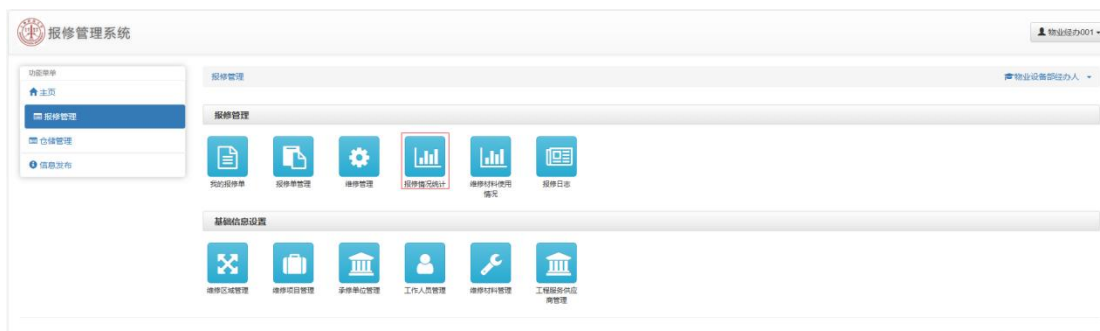 报修管理系统
物业经办001
功能菜单
主页
报修管理
仓储管理
信息发布
报修管理
物业设备部经办人
报修管理
我的报修单
报修单管理
维修管理
报修情况统计
维修材料使用
情况
报修日志
基础信息设置
维修区域管理
维修项目管理
承修单位管理
工作人员管理
维修材料管理
工程服务供应
商管理